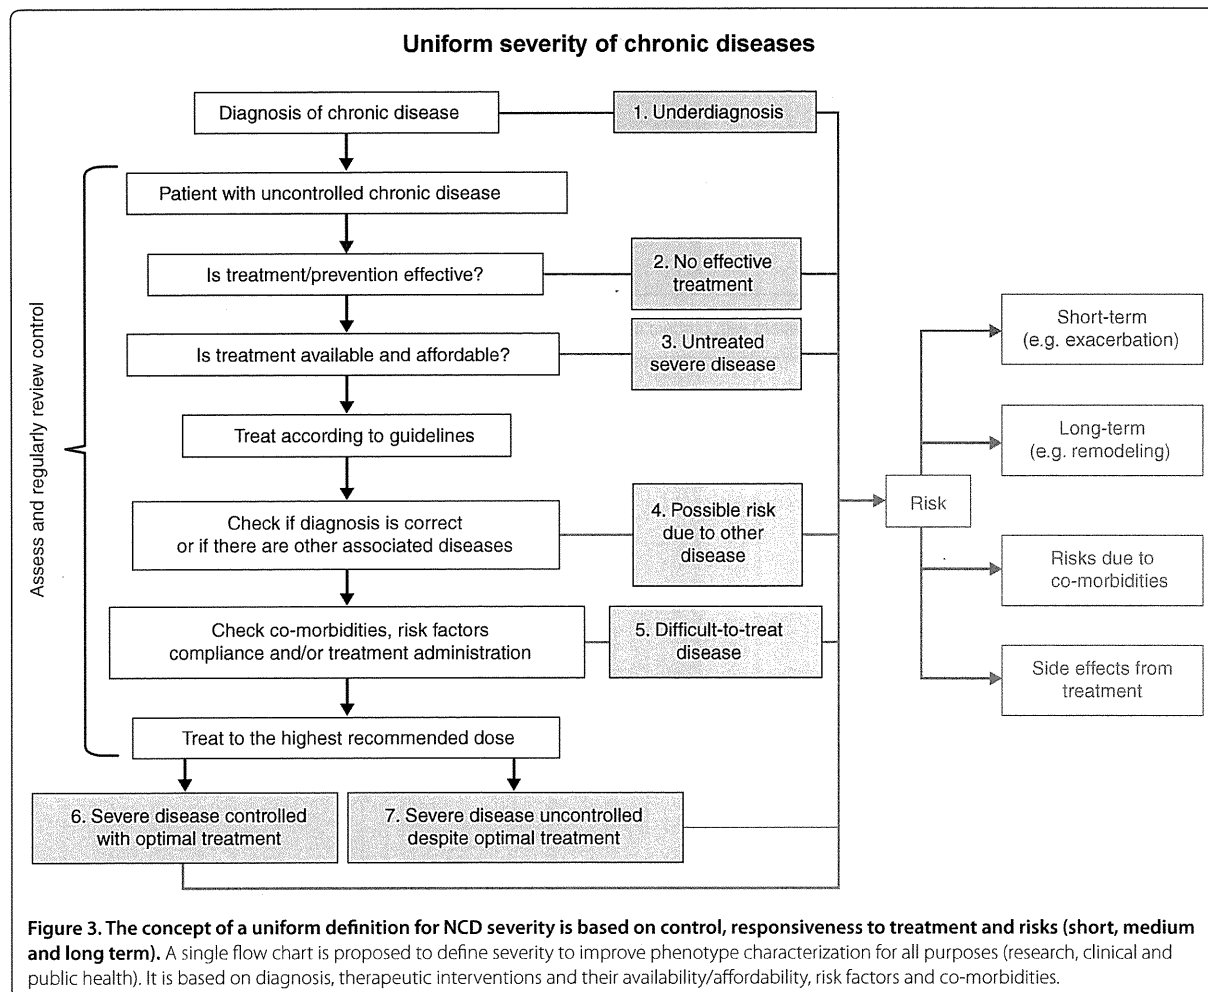 Uniform severity of chronic diseases
Diagnosis of chronic disease
1. Underdiagnosis
Patient with uncontrolled chronic disease
Is treatment/prevention effective?
2. No effective
treatment
Is treatment available and affordable?
3. Untreated
severe disease
Treat according to guidelines
Check if diagnosis is correct
or if there are other associated diseases
4. Possible risk
due to other
disease
Check co-morbidities, risk factors
compliance and/or treatment administration
5. Difficult-to-treat
disease
Treat to the highest recommended dose
6. Severe disease controlled
with optimal treatment
7. Severe disease uncontrolled
despite optimal treatment
Assess and regularly review control
Risk
Short-term
(e.g. exacerbation)
Long-term
(e.g. remodeling)
Risks due to
co-morbidities
Side effects from
treatment
Figure 3. The concept of a uniform definition for NCD severity is based on control, responsiveness to treatment and risks (short, medium
and long term). A single flow chart is proposed to define severity to improve phenotype characterization for all purposes (research, clinical and
public health). It is based on diagnosis, therapeutic interventions and their availability/affordability, risk factors and co-morbidities.